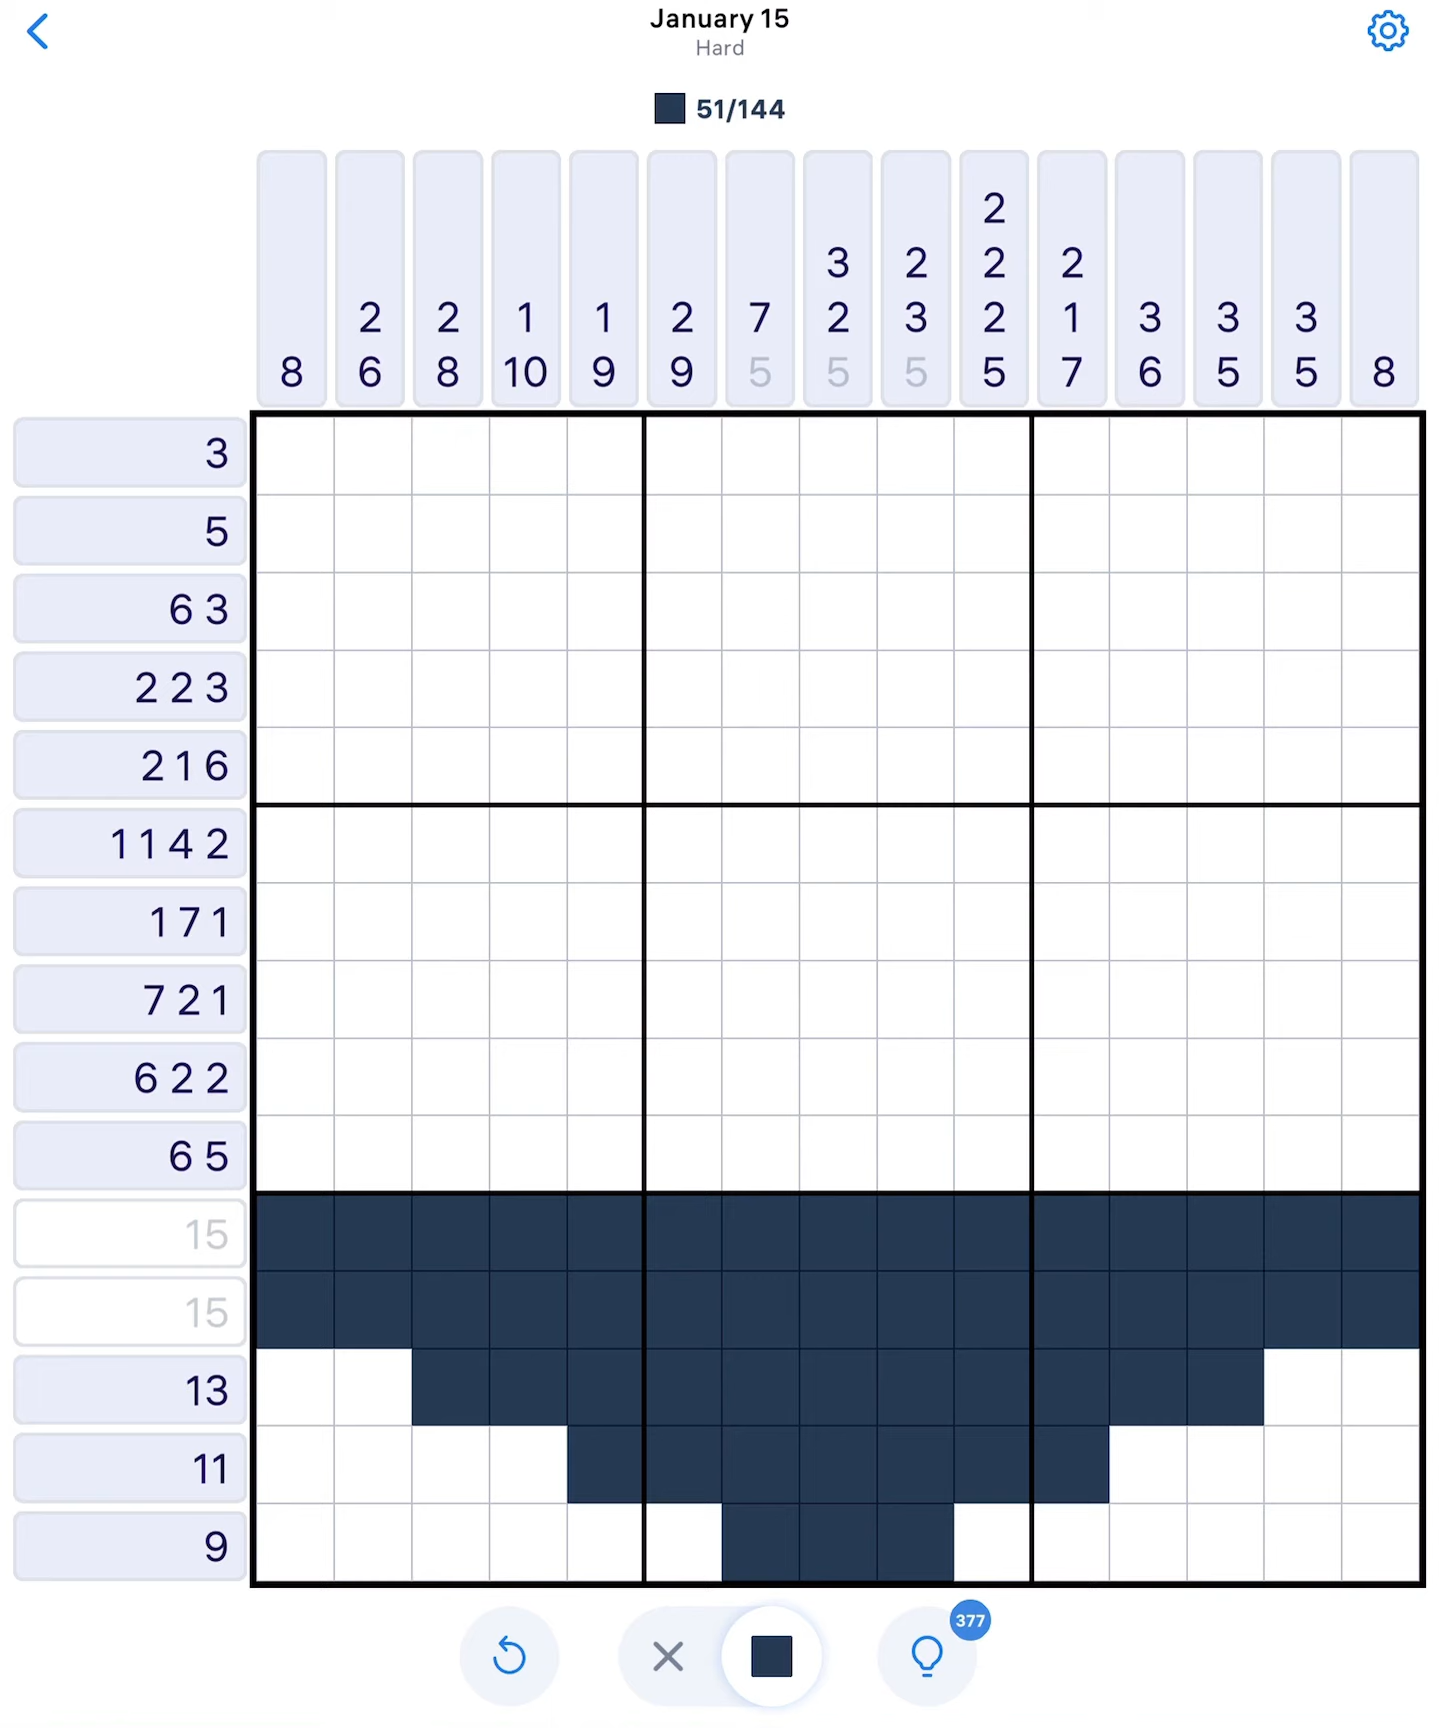 January 15
Hard
51/144
2
3 2 2 2
2 2 1 1 2 7 2 3 2 1 3 3 3
8 6 8 10 9 9 5 5 5 5 7 6 5 5 8
3
5
6 3
2 2 3
2 1 6
1 1 4 2
1 7 1
7 2 1
6 2 2
6 5
15
15
13
11
9
377